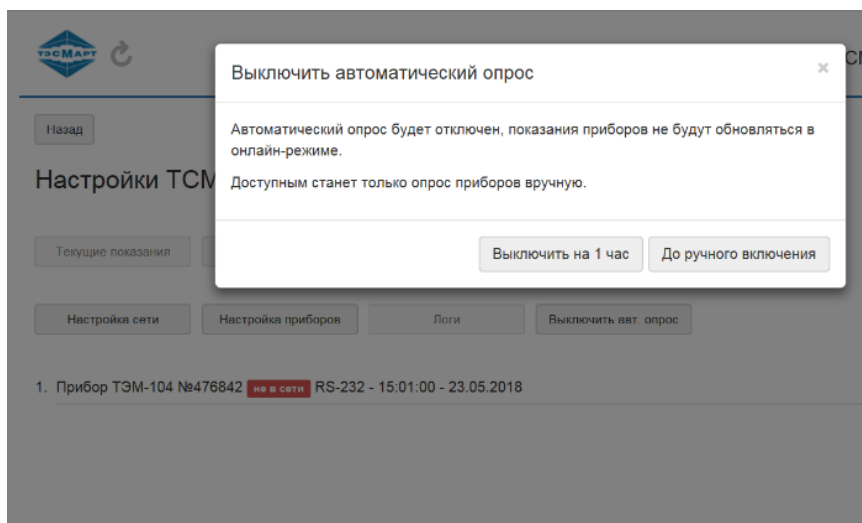 ТЭСМАРТ
Выключить автоматический опрос
×
Назад
Автоматический опрос будет отключен, показания приборов не будут обновляться в
онлайн-режиме.
Настройки ТСМ
Доступным станет только опрос приборов вручную.
Текущие показания
Выключить на 1 час
До ручного включения
Настройка сети
Настройка приборов
Логи
Выключить авт. опрос
1. Прибор ТЭМ-104 №476842 не в сети RS-232 - 15:01:00 - 23.05.2018